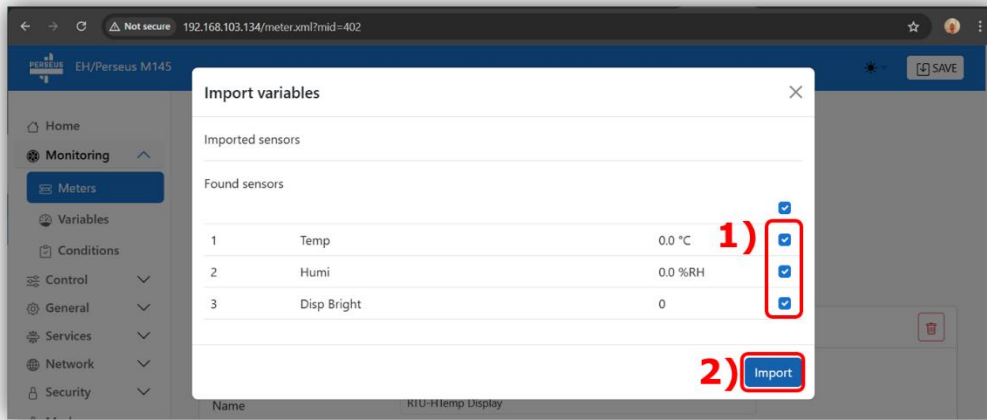 Not secure 192.168.103.134/meter.xml?mid=402
PERSEUS EH/Perseus M145 SAVE
Import variables
Imported sensors
Found sensors
1 Temp 0.0 °C 1)
2 Humi 0.0 %RH
3 Disp Bright 0
2) Import
Home
Monitoring
Meters
Variables
Conditions
Control
General
Services
Network
Security
Name RTU-HTemp Display